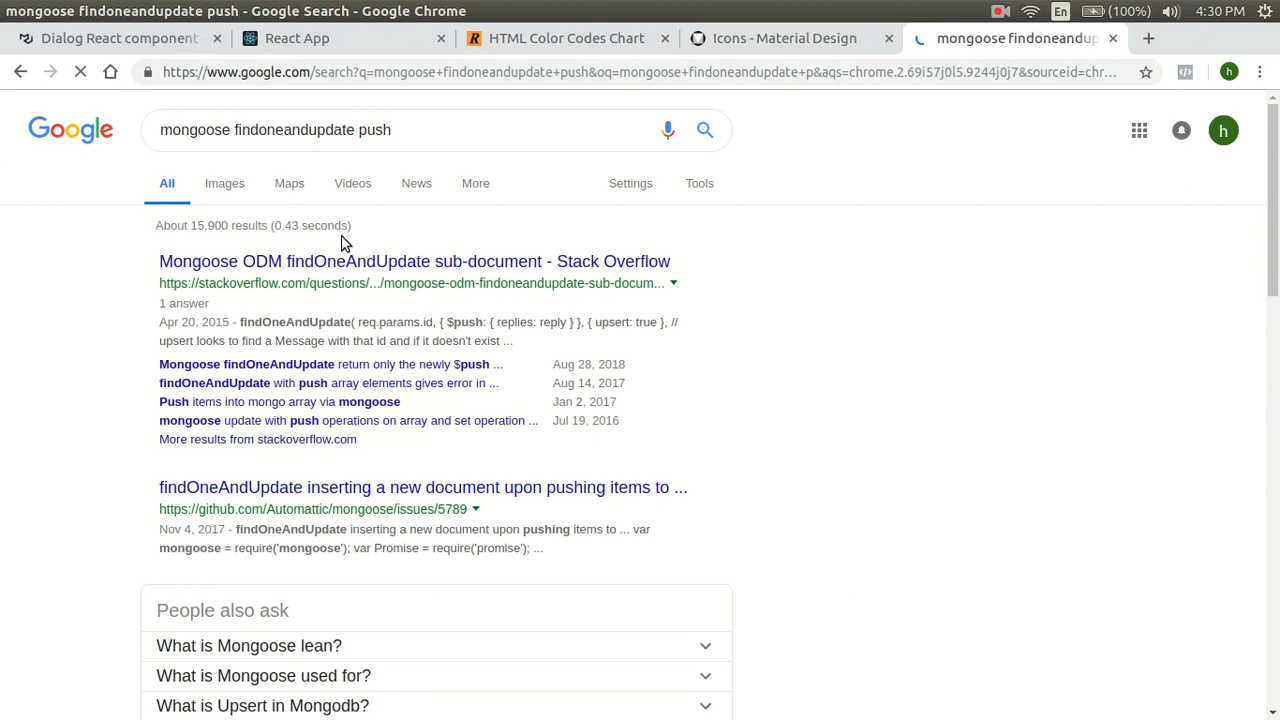 mongoose findoneandupdate push - Google Search - Google Chrome
En
(100%)
4:30 PM
Dialog React component
React App
HTML Color Codes Chart
Icons - Material Design
mongoose findoneandup
https://www.google.com/search?q=mongoose+findoneandupdate+push&oq=mongoose+findoneandupdate+p&aqs=chrome.2.69i57j0l5.9244j0j7&sourceid=chr...
h
Google
mongoose findoneandupdate push
h
All
Images
Maps
Videos
News
More
Settings
Tools
About 15,900 results (0.43 seconds)
Mongoose ODM findOneAndUpdate sub-document - Stack Overflow
https://stackoverflow.com/questions/.../mongoose-odm-findoneandupdate-sub-docum...
1 answer
Apr 20, 2015 - findOneAndUpdate( req.params.id, { $push: { replies: reply } }, { upsert: true }, //
upsert looks to find a Message with that id and if it doesn't exist ...
Mongoose findOneAndUpdate return only the newly $push ... Aug 28, 2018
findOneAndUpdate with push array elements gives error in ... Aug 14, 2017
Push items into mongo array via mongoose Jan 2, 2017
mongoose update with push operations on array and set operation ... Jul 19, 2016
More results from stackoverflow.com
findOneAndUpdate inserting a new document upon pushing items to ...
https://github.com/Automattic/mongoose/issues/5789
Nov 4, 2017 - findOneAndUpdate inserting a new document upon pushing items to ... var
mongoose = require('mongoose'); var Promise = require('promise'); ...
People also ask
What is Mongoose lean?
What is Mongoose used for?
What is Upsert in Mongodb?